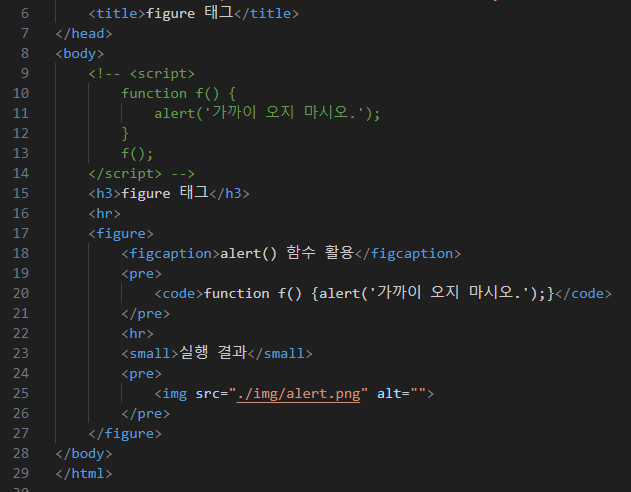 6 <title>figure 태그</title>
7 </head>
8 <body>
9 <!-- <script>
10 function f() {
11 alert('가까이 오지 마시오.');
12 }
13 f();
14 </script> -->
15 <h3>figure 태그</h3>
16 <hr>
17 <figure>
18 <figcaption>alert() 함수 활용</figcaption>
19 <pre>
20 <code>function f() {alert('가까이 오지 마시오.');}</code>
21 </pre>
22 <hr>
23 <small>실행 결과</small>
24 <pre>
25 <img src="./img/alert.png" alt="">
26 </pre>
27 </figure>
28 </body>
29 </html>